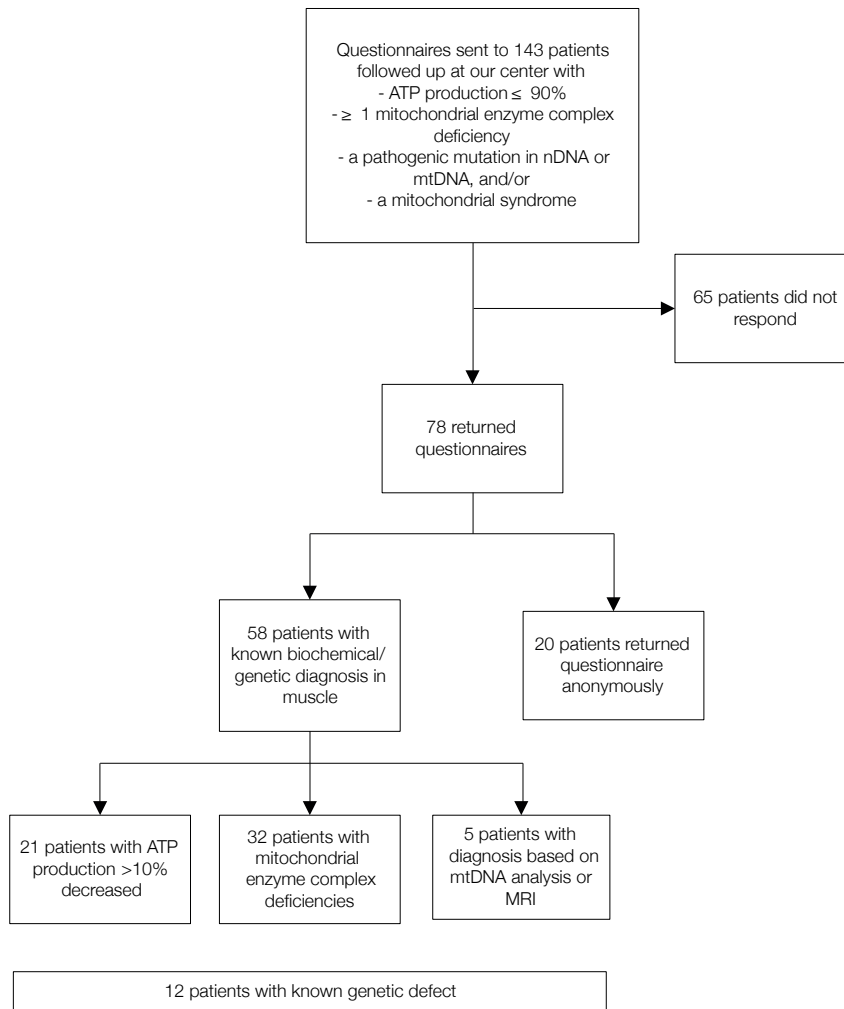 Questionnaires sent to 143 patients
followed up at our center with
- ATP production ≤ 90%
- ≥ 1 mitochondrial enzyme complex
deficiency
- a pathogenic mutation in nDNA or
mtDNA, and/or
- a mitochondrial syndrome
65 patients did not
respond
78 returned
questionnaires
58 patients with
known biochemical/
genetic diagnosis in
muscle
20 patients returned
questionnaire
anonymously
21 patients with ATP
production >10%
decreased
32 patients with
mitochondrial
enzyme complex
deficiencies
5 patients with
diagnosis based on
mtDNA analysis or
MRI
12 patients with known genetic defect